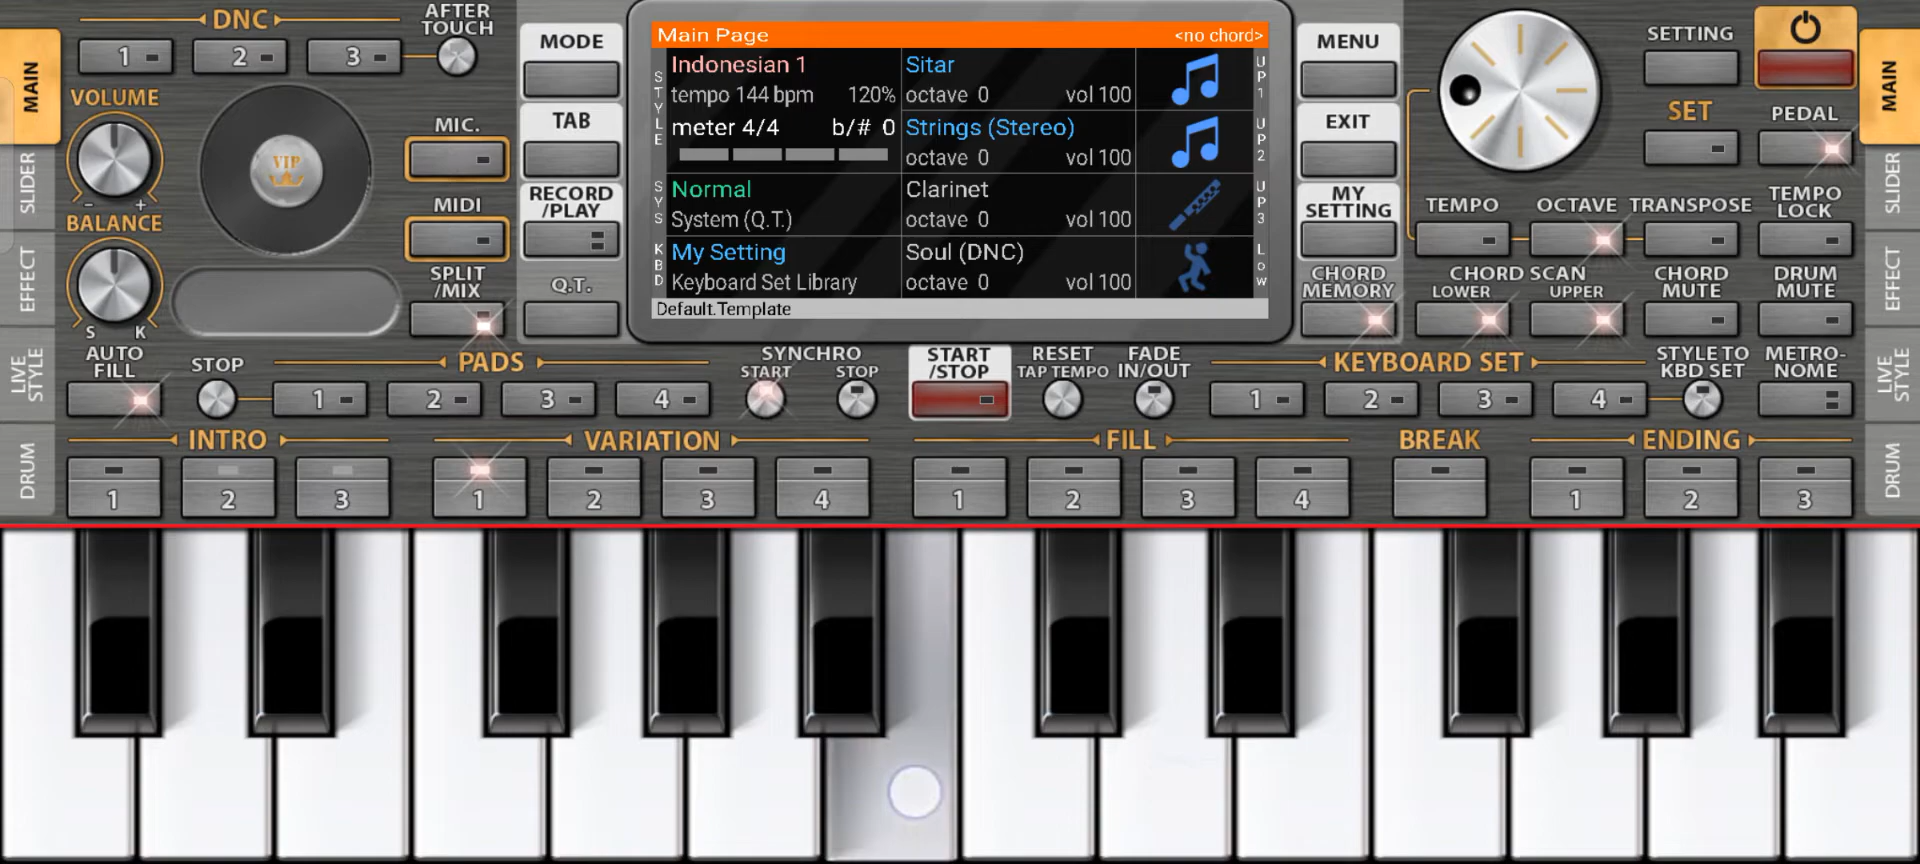 DNC
AFTER
TOUCH
1
2
3
MAIN
VOLUME
- +
BALANCE
S K
SLIDER
EFFECT
LIVE
STYLE
DRUM
VIP
MIC.
MIDI
SPLIT
/MIX
MODE
TAB
RECORD
/PLAY
Q.T.
Main Page <no chord>
STYLE
Indonesian 1
tempo 144 bpm 120%
meter 4/4 b/# 0
SYS
Normal
System (Q.T.)
KBD
My Setting
Keyboard Set Library
Sitar
octave 0 vol 100
UP1
Strings (Stereo)
octave 0 vol 100
UP2
Clarinet
octave 0 vol 100
UP3
Soul (DNC)
octave 0 vol 100
Low
Default.Template
MENU
EXIT
MY
SETTING
CHORD
MEMORY
SETTING
SET
PEDAL
TEMPO
OCTAVE
TRANSPOSE
TEMPO
LOCK
CHORD SCAN
LOWER UPPER
CHORD
MUTE
DRUM
MUTE
MAIN
SLIDER
EFFECT
LIVE
STYLE
DRUM
AUTO
FILL
STOP
PADS
1
2
3
4
SYNCHRO
START STOP
START
/STOP
RESET
TAP TEMPO
FADE
IN/OUT
KEYBOARD SET
1
2
3
4
STYLE TO
KBD SET
METRO-
NOME
INTRO
1
2
3
VARIATION
1
2
3
4
FILL
1
2
3
4
BREAK
ENDING
1
2
3